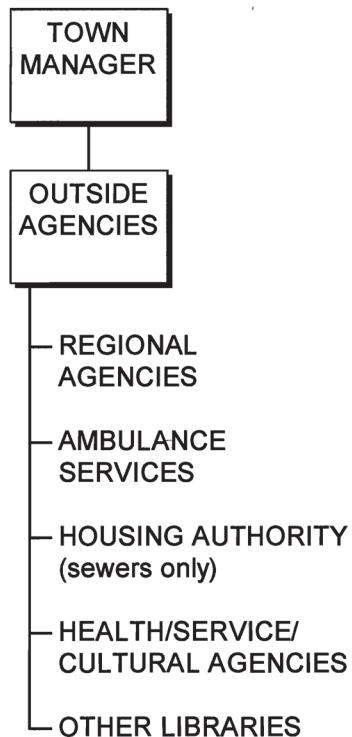 TOWN
MANAGER
OUTSIDE
AGENCIES
REGIONAL
AGENCIES
AMBULANCE
SERVICES
HOUSING AUTHORITY
(sewers only)
HEALTH/SERVICE/
CULTURAL AGENCIES
OTHER LIBRARIES